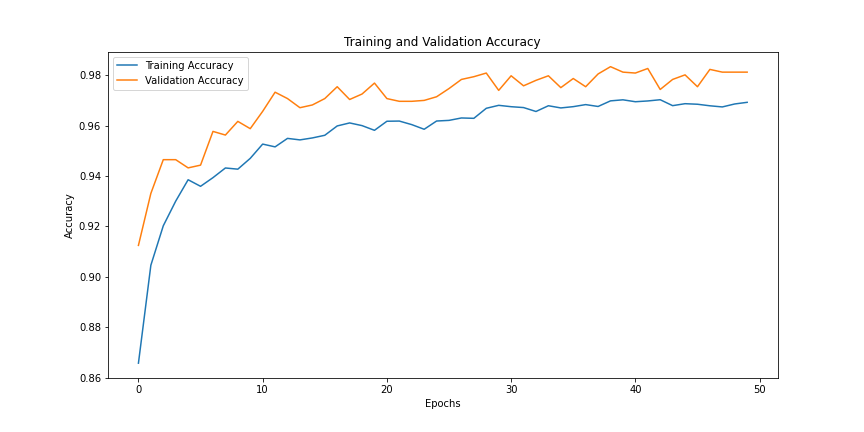 Training and Validation Accuracy
Training Accuracy
Validation Accuracy
0.98
0.96
0.94
0.92
0.90
0.88
0.86
Accuracy
0
10
20
30
40
50
Epochs